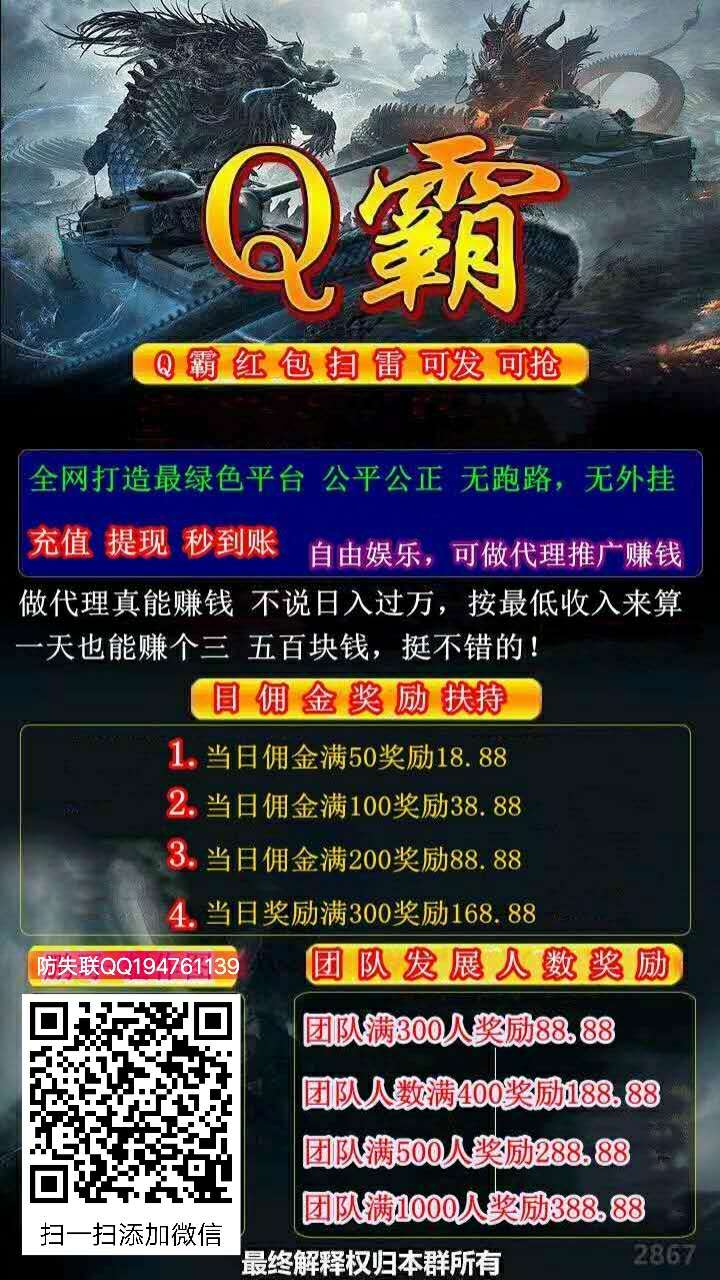 Q霸
Q霸红包扫雷可发可抢
全网打造最绿色平台 公平公正 无跑路，无外挂
充值 提现 秒到账 自由娱乐，可做代理推广赚钱
做代理真能赚钱 不说日入过万，按最低收入来算
一天也能赚个三 五百块钱，挺不错的！
日佣金奖励扶持
1. 当日佣金满50奖励18.88
2. 当日佣金满100奖励38.88
3. 当日佣金满200奖励88.88
4. 当日奖励满300奖励168.88
防失联QQ194761139
扫一扫添加微信
团队发展人数奖励
团队满300人奖励88.88
团队人数满400奖励188.88
团队满500人奖励288.88
团队满1000人奖励388.88
最终解释权归本群所有
2867